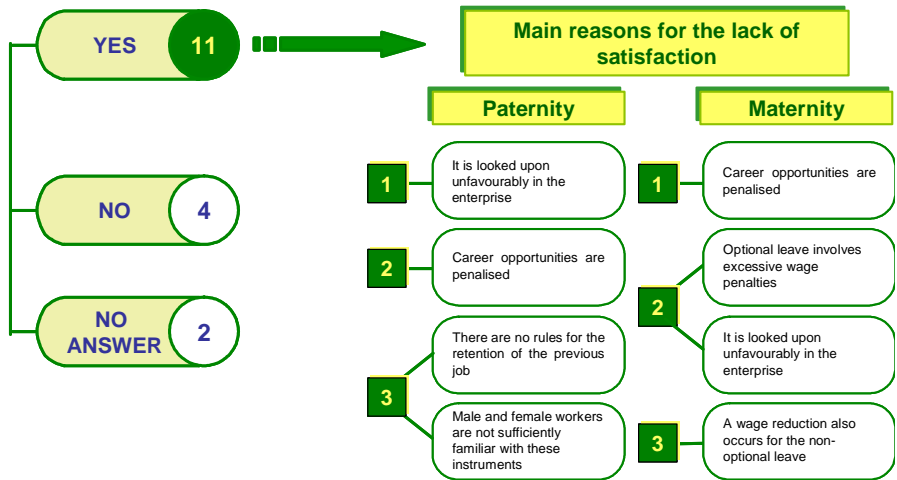 YES
11
NO
4
NO
ANSWER
2
Main reasons for the lack of
satisfaction
Paternity
1
It is looked upon
unfavourably in the
enterprise
2
Career opportunities are
penalised
3
There are no rules for the
retention of the previous
job
Male and female workers
are not sufficiently
familiar with these
instruments
Maternity
1
Career opportunities are
penalised
2
Optional leave involves
excessive wage
penalties
It is looked upon
unfavourably in the
enterprise
3
A wage reduction also
occurs for the non-
optional leave